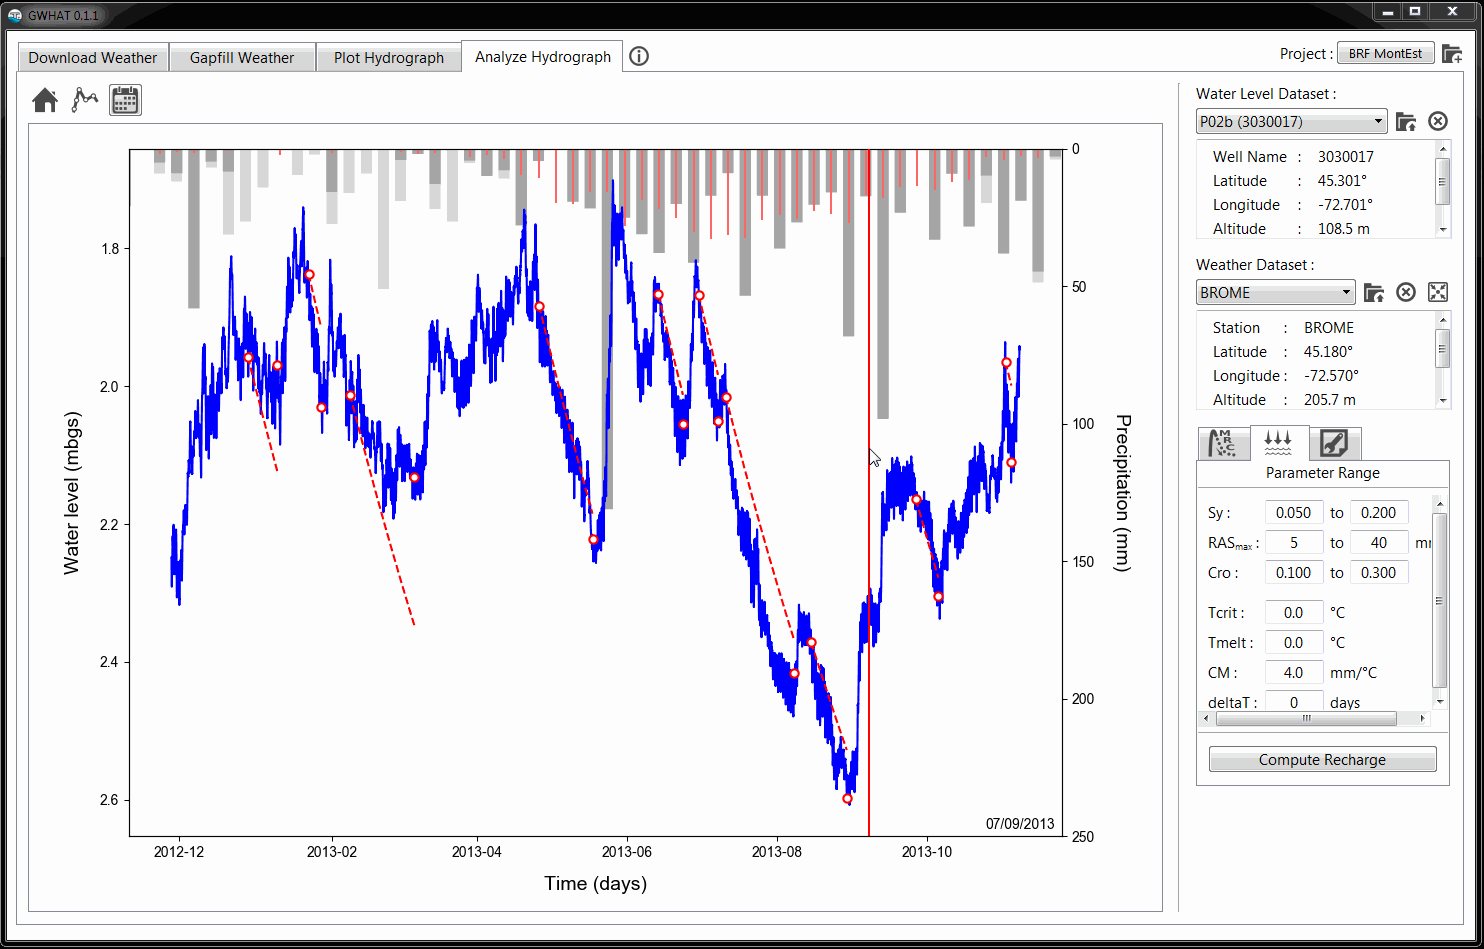 GWHAT 0.1.1
Download Weather Gapfill Weather Plot Hydrograph Analyze Hydrograph
Project : BRF MontEst
Water Level Dataset :
P02b (3030017)
Well Name : 3030017
Latitude : 45.301°
Longitude : -72.701°
Altitude : 108.5 m
Weather Dataset :
BROME
Station : BROME
Latitude : 45.180°
Longitude : -72.570°
Altitude : 205.7 m
MRC
Parameter Range
Sy : 0.050 to 0.200
RASmax : 5 to 40 mm
Cro : 0.100 to 0.300
Tcrit : 0.0 °C
Tmelt : 0.0 °C
CM : 4.0 mm/°C
deltaT : 0 days
Compute Recharge
Water level (mbgs)
1.8
2.0
2.2
2.4
2.6
0
50
100
150
200
250
Precipitation (mm)
07/09/2013
2012-12 2013-02 2013-04 2013-06 2013-08 2013-10
Time (days)